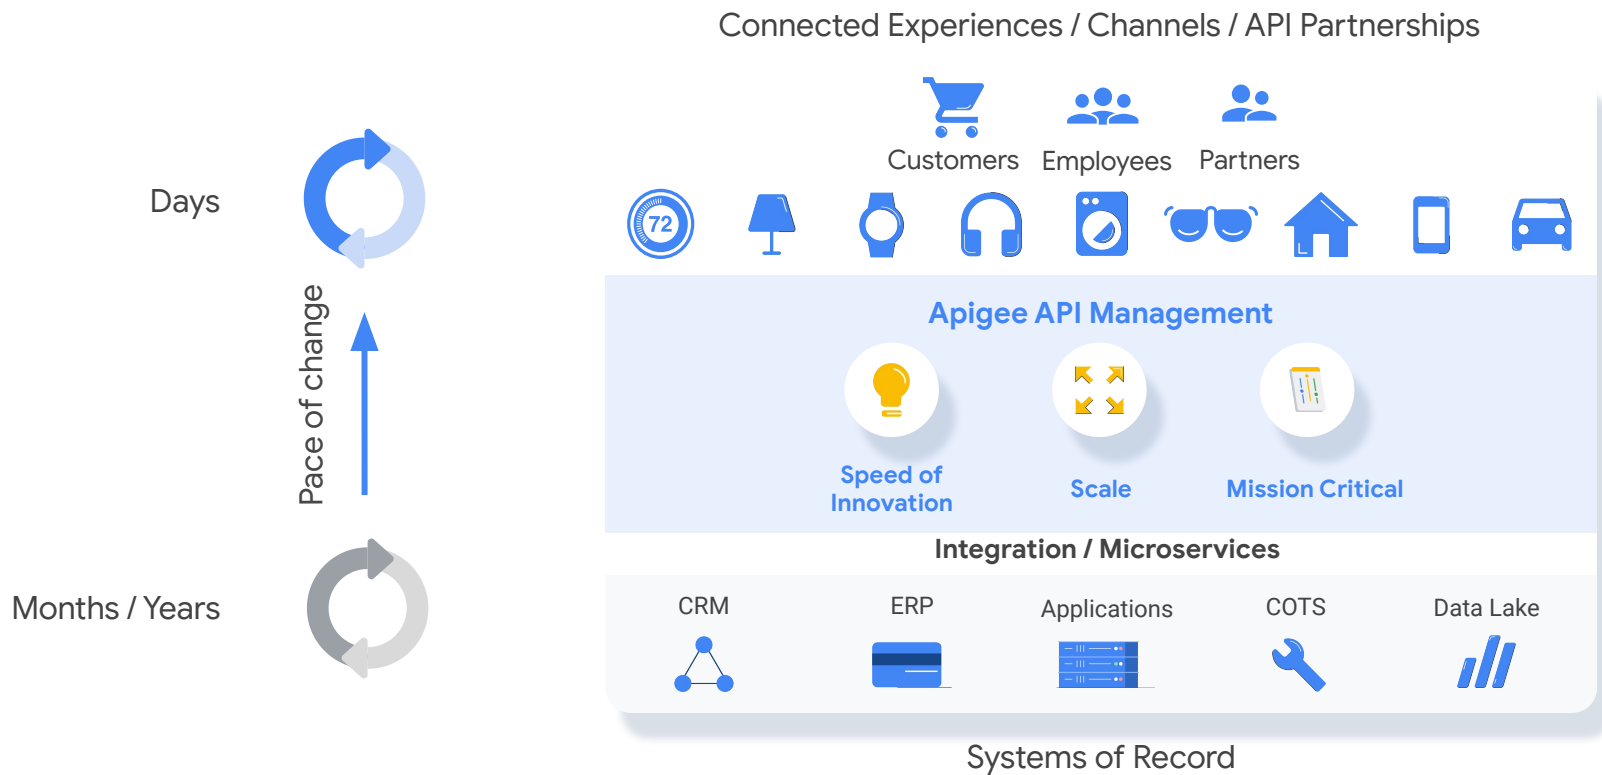 Connected Experiences / Channels / API Partnerships
Customers
Employees
Partners
Days
72
Pace of change
Apigee API Management
Speed of
Innovation
Scale
Mission Critical
Integration / Microservices
Months / Years
CRM
ERP
Applications
COTS
Data Lake
Systems of Record